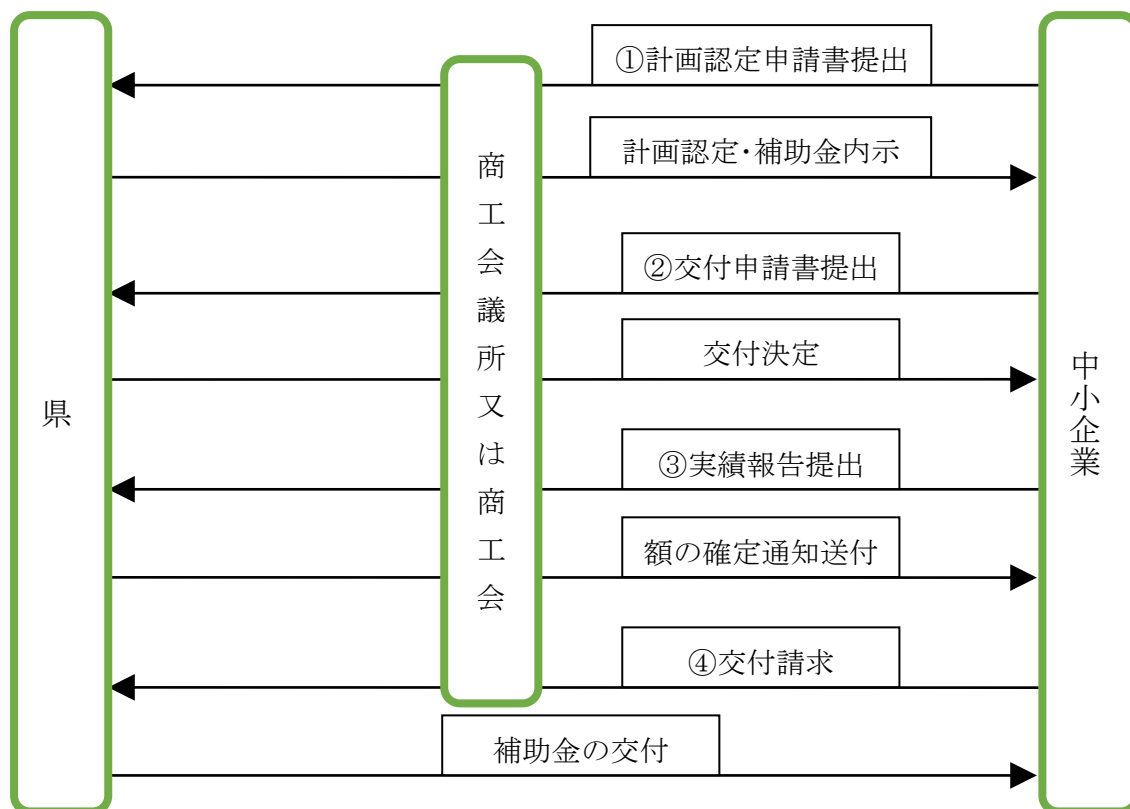 ①計画認定申請書提出
計画認定・補助金内示
②交付申請書提出
交付決定
③実績報告提出
額の確定通知送付
④交付請求
補助金の交付
県
商工会議所又は商工会
中小企業